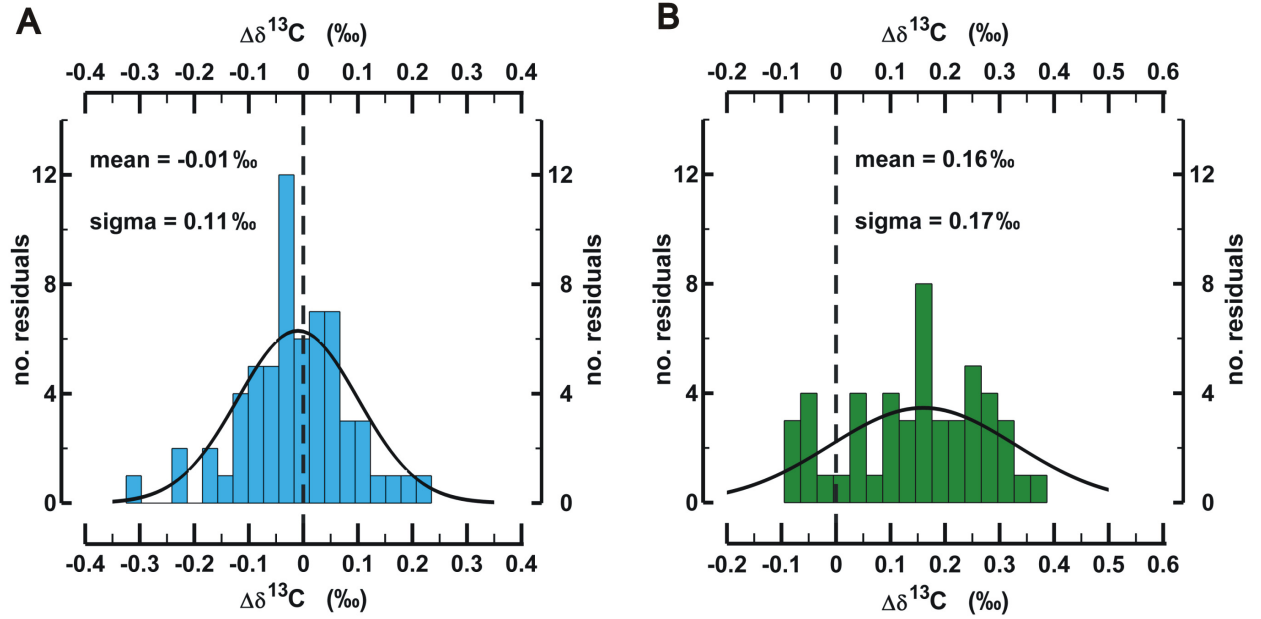 A
Δδ¹³C (‰)
-0.4 -0.3 -0.2 -0.1 0 0.1 0.2 0.3 0.4
mean = -0.01‰
sigma = 0.11‰
12 12
8 8
4 4
0 0
no. residuals
no. residuals
-0.4 -0.3 -0.2 -0.1 0 0.1 0.2 0.3 0.4
Δδ¹³C (‰)
B
Δδ¹³C (‰)
-0.2 -0.1 0 0.1 0.2 0.3 0.4 0.5 0.6
mean = 0.16‰
sigma = 0.17‰
12 12
8 8
4 4
0 0
no. residuals
no. residuals
-0.2 -0.1 0 0.1 0.2 0.3 0.4 0.5 0.6
Δδ¹³C (‰)